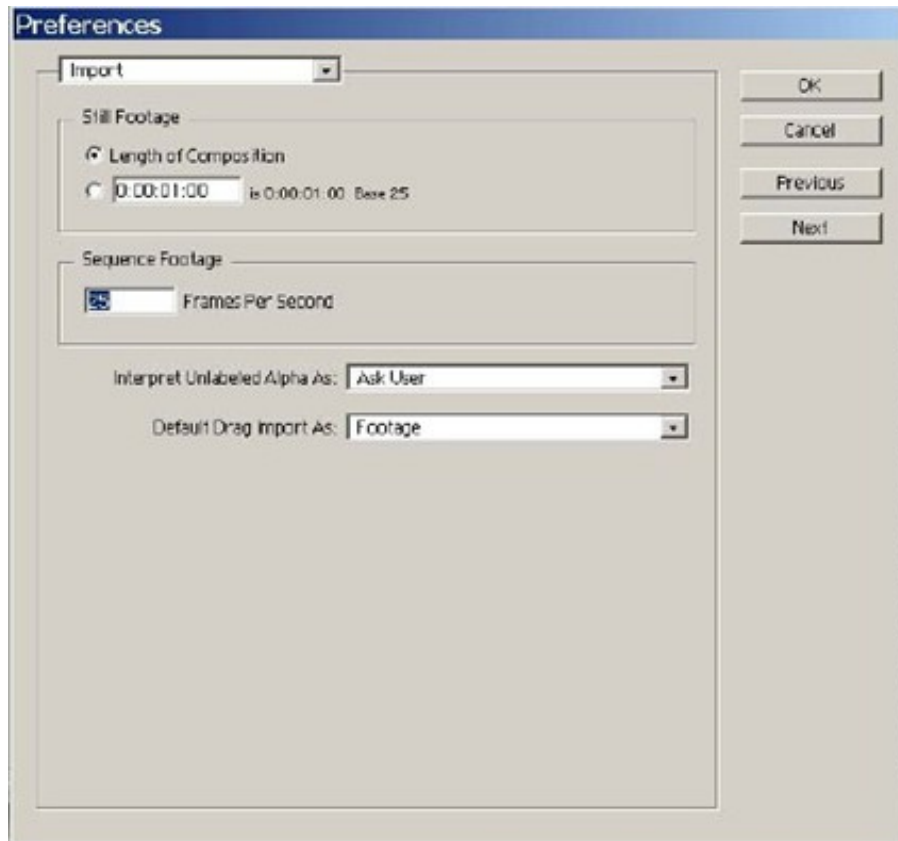 Preferences
Import
OK
Still Footage
Cancel
Length of Composition
0:00:01:00 is 0:00:01:00 Base 25
Previous
Next
Sequence Footage
25 Frames Per Second
Interpret Unlabeled Alpha As: Ask User
Default Drag Import As: Footage